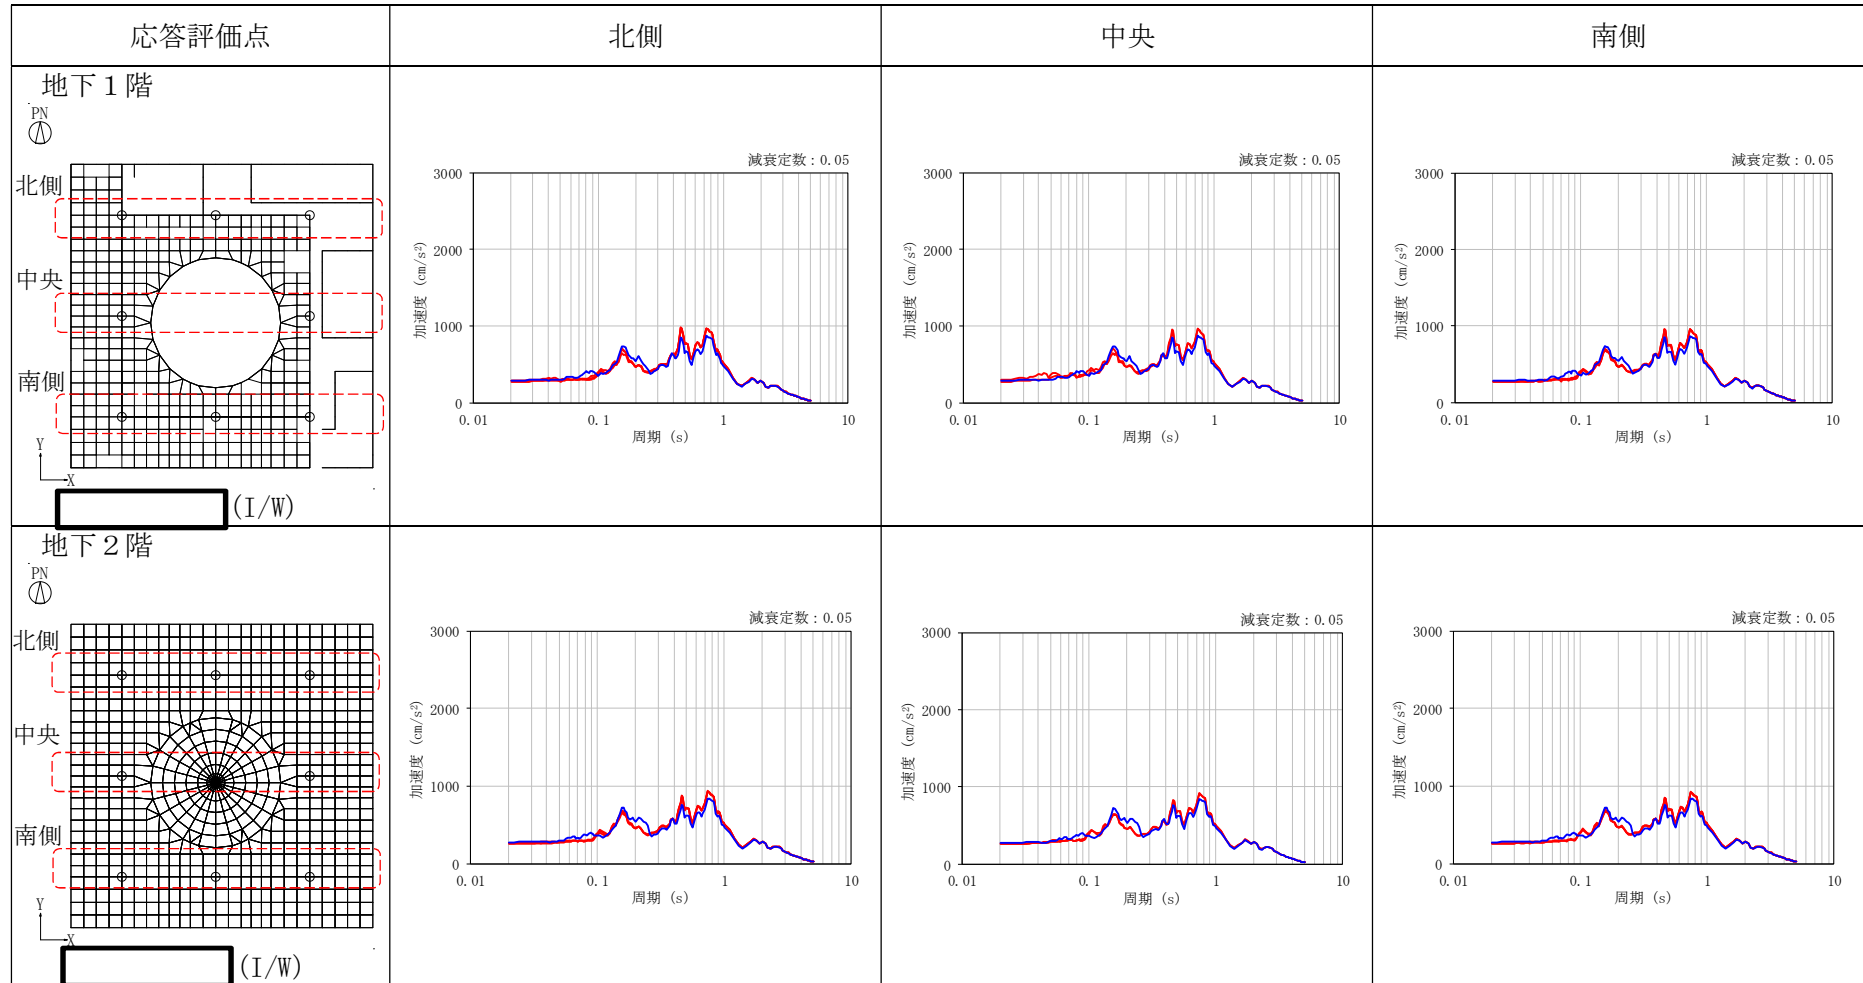 応答評価点 北側 中央 南側
地下１階
PN
北側
中央
南側
Y
X
(I/W)
減衰定数：0.05
3000
2000
1000
0
加速度 (cm/s²)
0.01 0.1 1 10
周期 (s)
減衰定数：0.05
3000
2000
1000
0
加速度 (cm/s²)
0.01 0.1 1 10
周期 (s)
減衰定数：0.05
3000
2000
1000
0
加速度 (cm/s²)
0.01 0.1 1 10
周期 (s)
地下２階
PN
北側
中央
南側
Y
X
(I/W)
減衰定数：0.05
3000
2000
1000
0
加速度 (cm/s²)
0.01 0.1 1 10
周期 (s)
減衰定数：0.05
3000
2000
1000
0
加速度 (cm/s²)
0.01 0.1 1 10
周期 (s)
減衰定数：0.05
3000
2000
1000
0
加速度 (cm/s²)
0.01 0.1 1 10
周期 (s)